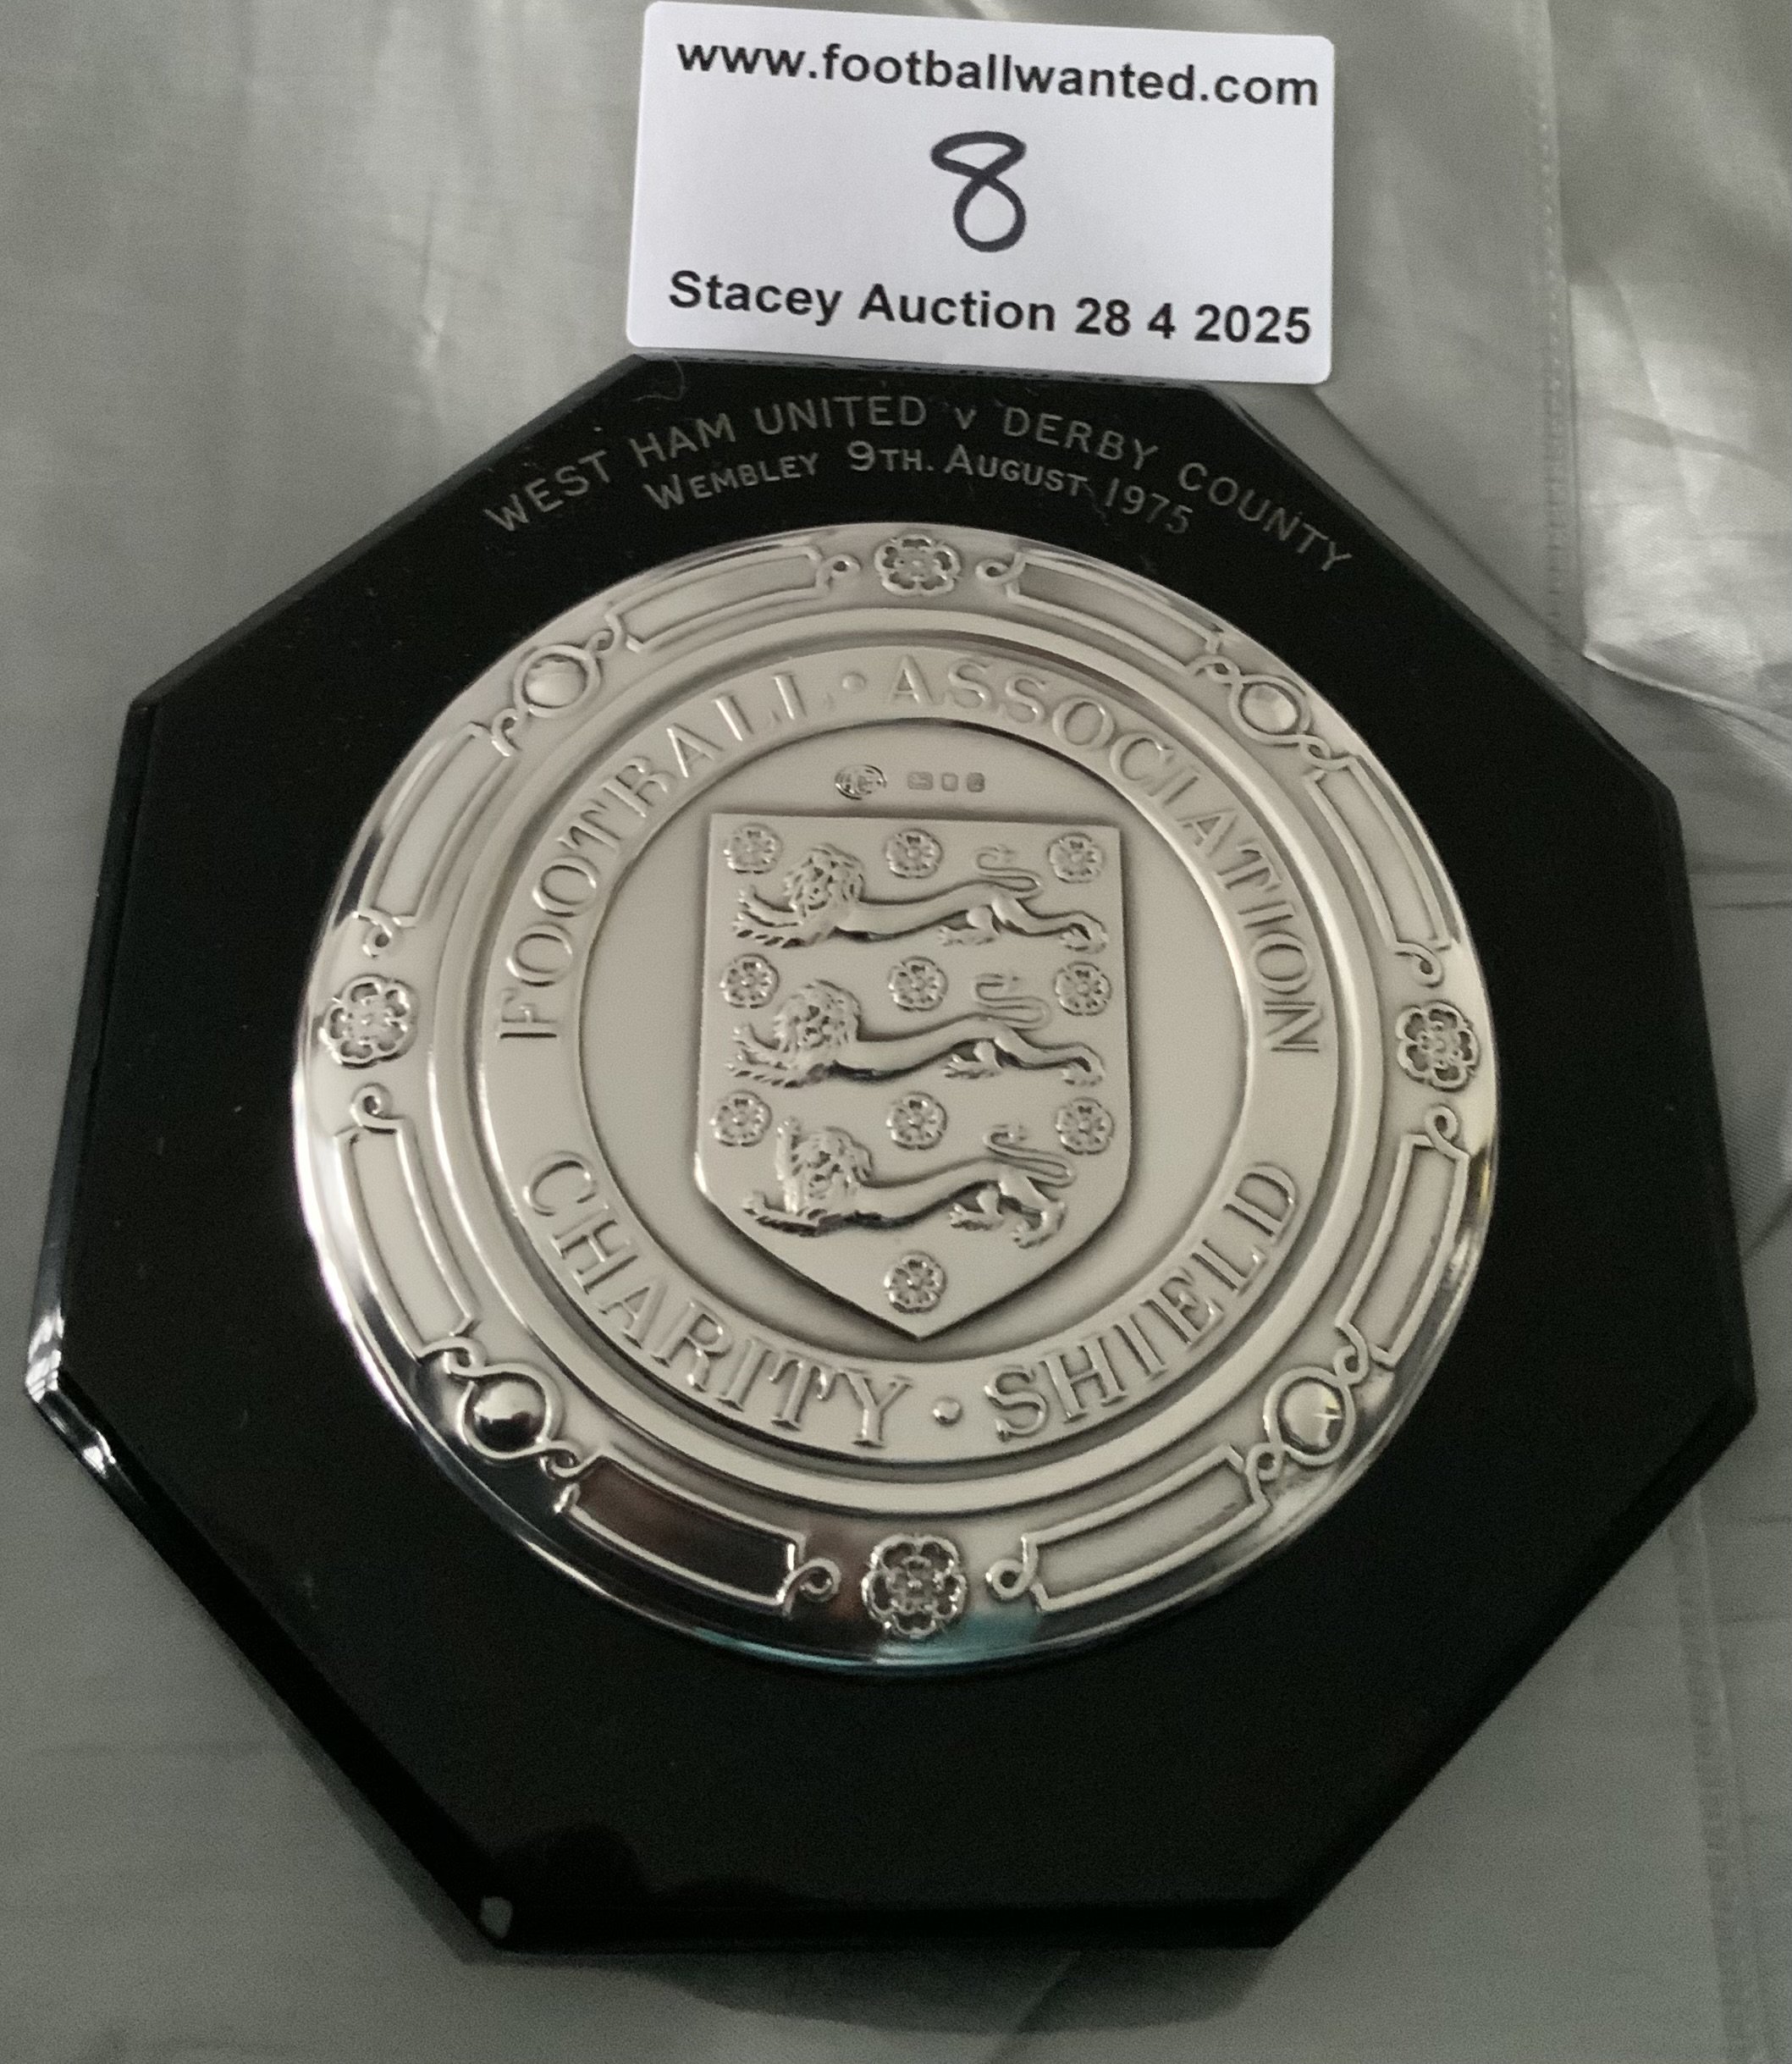 www.footballwanted.com
8
Stacey Auction 28 4 2025
WEST HAM UNITED v DERBY COUNTY
WEMBLEY 9TH. AUGUST 1975
FOOTBALL · ASSOCIATION
CHARITY · SHIELD